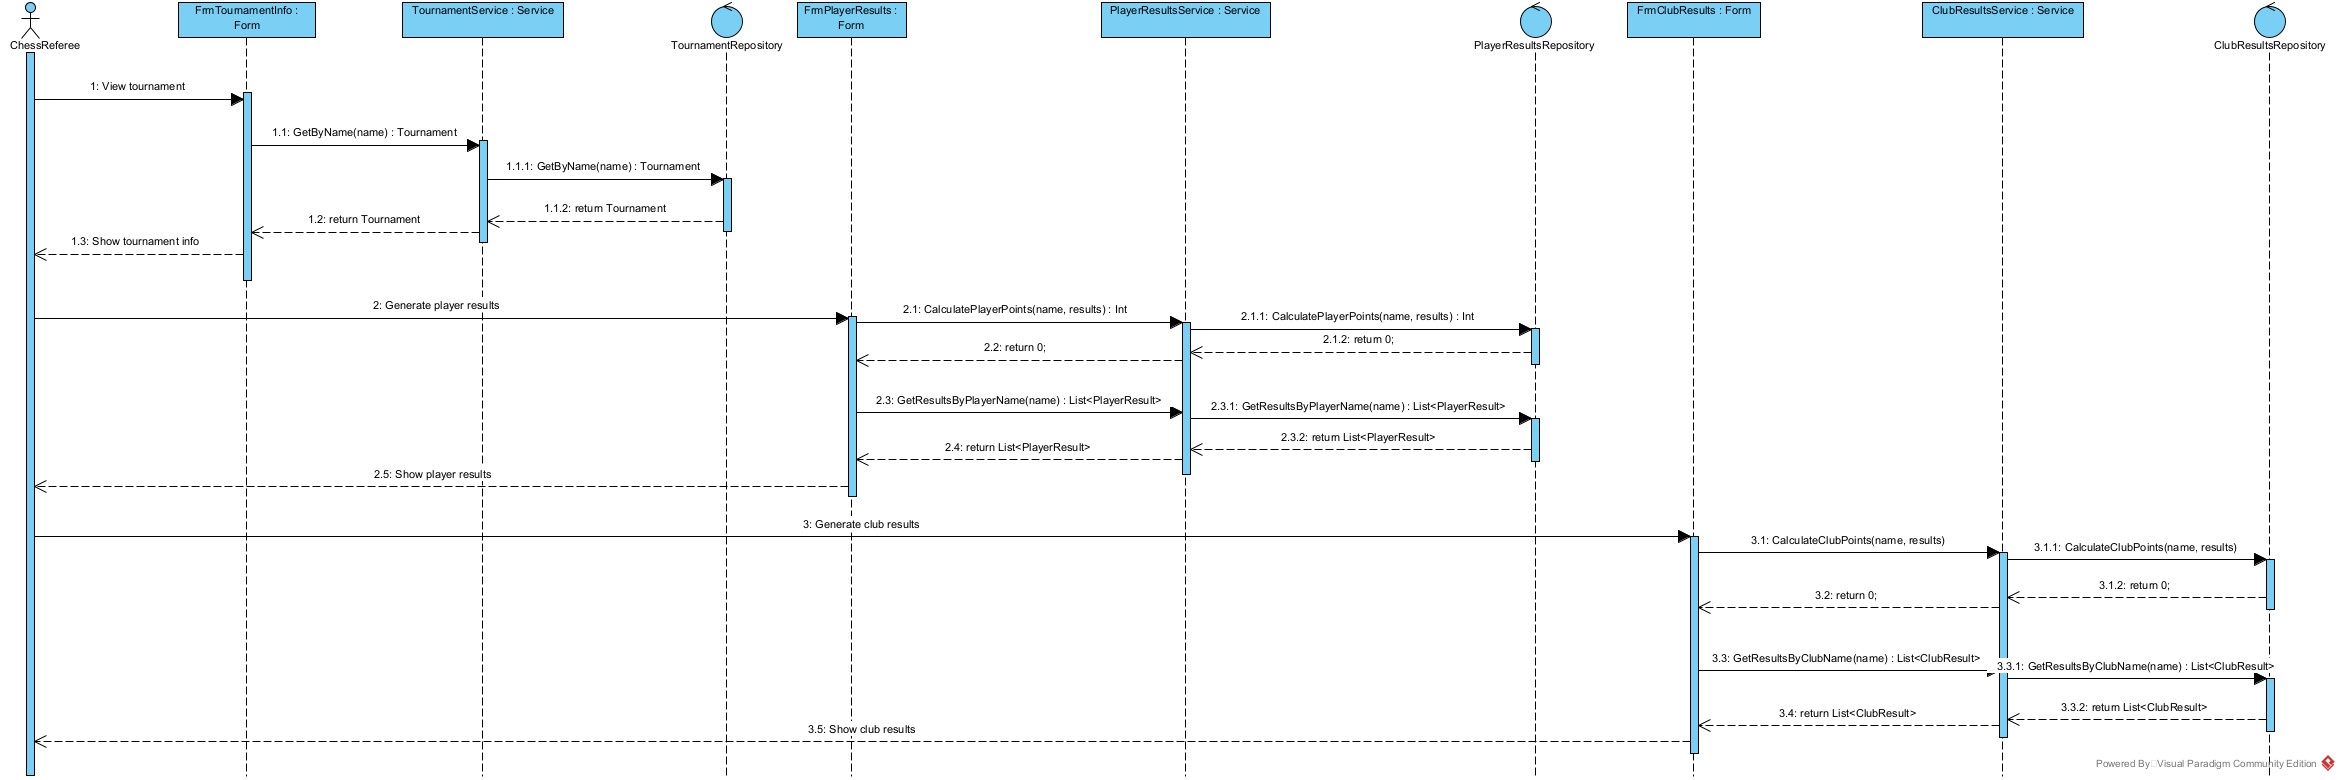 FrmTournamentInfo :
Form
TournamentService : Service
FrmPlayerResults :
Form
PlayerResultsService : Service
FrmClubResults : Form
ClubResultsService : Service
ChessReferee
TournamentRepository
PlayerResultsRepository
ClubResultsRepository
1: View tournament
1.1: GetByName(name) : Tournament
1.1.1: GetByName(name) : Tournament
1.1.2: return Tournament
1.2: return Tournament
1.3: Show tournament info
2: Generate player results
2.1: CalculatePlayerPoints(name, results) : Int
2.1.1: CalculatePlayerPoints(name, results) : Int
2.1.2: return 0;
2.2: return 0;
2.3: GetResultsByPlayerName(name) : List<PlayerResult>
2.3.1: GetResultsByPlayerName(name) : List<PlayerResult>
2.3.2: return List<PlayerResult>
2.4: return List<PlayerResult>
2.5: Show player results
3: Generate club results
3.1: CalculateClubPoints(name, results)
3.1.1: CalculateClubPoints(name, results)
3.1.2: return 0;
3.2: return 0;
3.3: GetResultsByClubName(name) : List<ClubResult>
3.3.1: GetResultsByClubName(name) : List<ClubResult>
3.3.2: return List<ClubResult>
3.4: return List<ClubResult>
3.5: Show club results
Powered By Visual Paradigm Community Edition